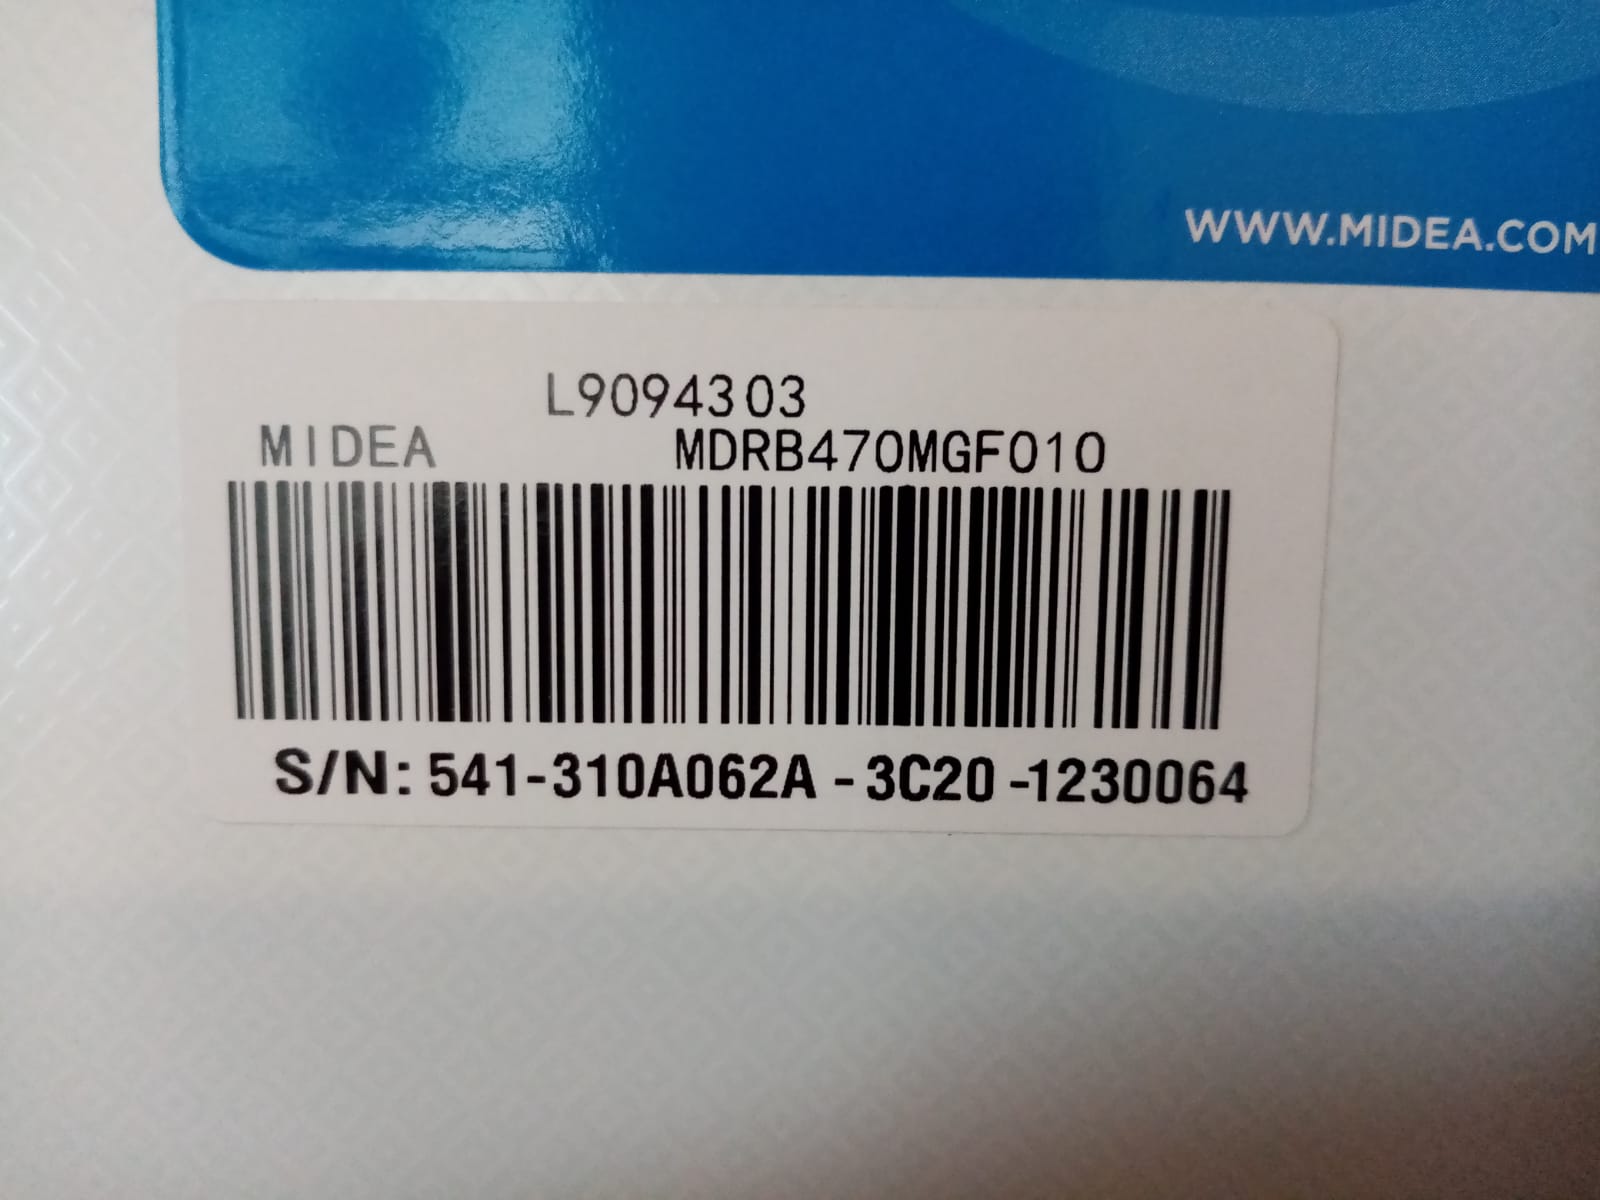 WWW.MIDEA.COM
L9094303
MIDEA MDRB470MGF010
S/N: 541-310A062A-3C20-1230064